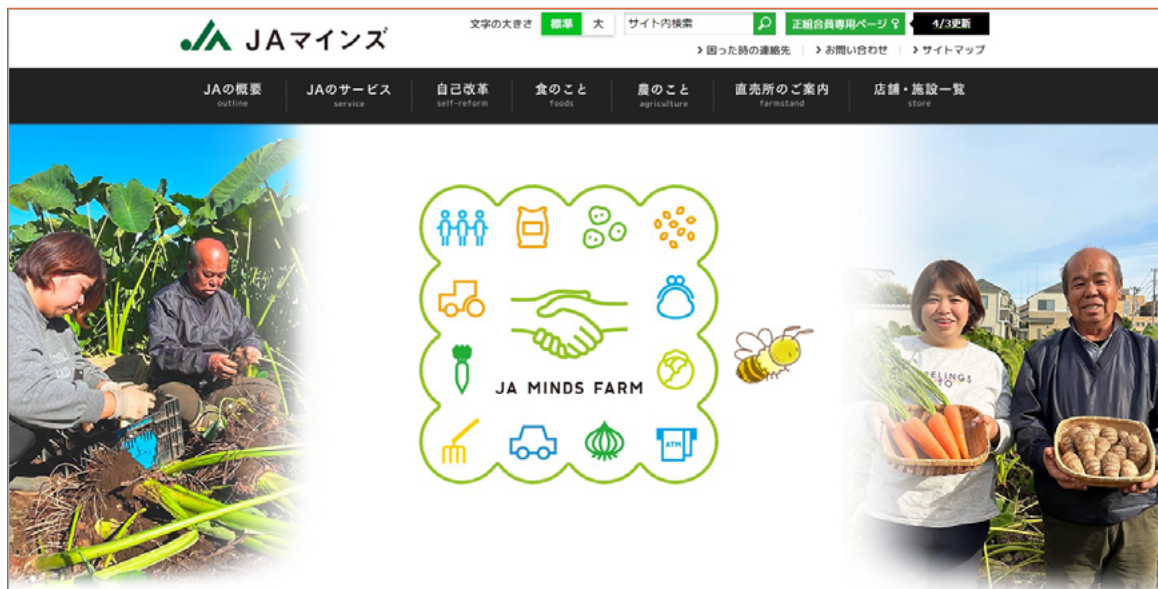 JAマインズ
文字の大きさ 標準 大 サイト内検索 正組合員専用ページ 4/3更新
困った時の連絡先 お問い合わせ サイトマップ
JAの概要 JAのサービス 自己改革 食のこと 農のこと 直売所のご案内 店舗・施設一覧
outline service self-reform foods agriculture farmstand store
JA MINDS FARM
ATM